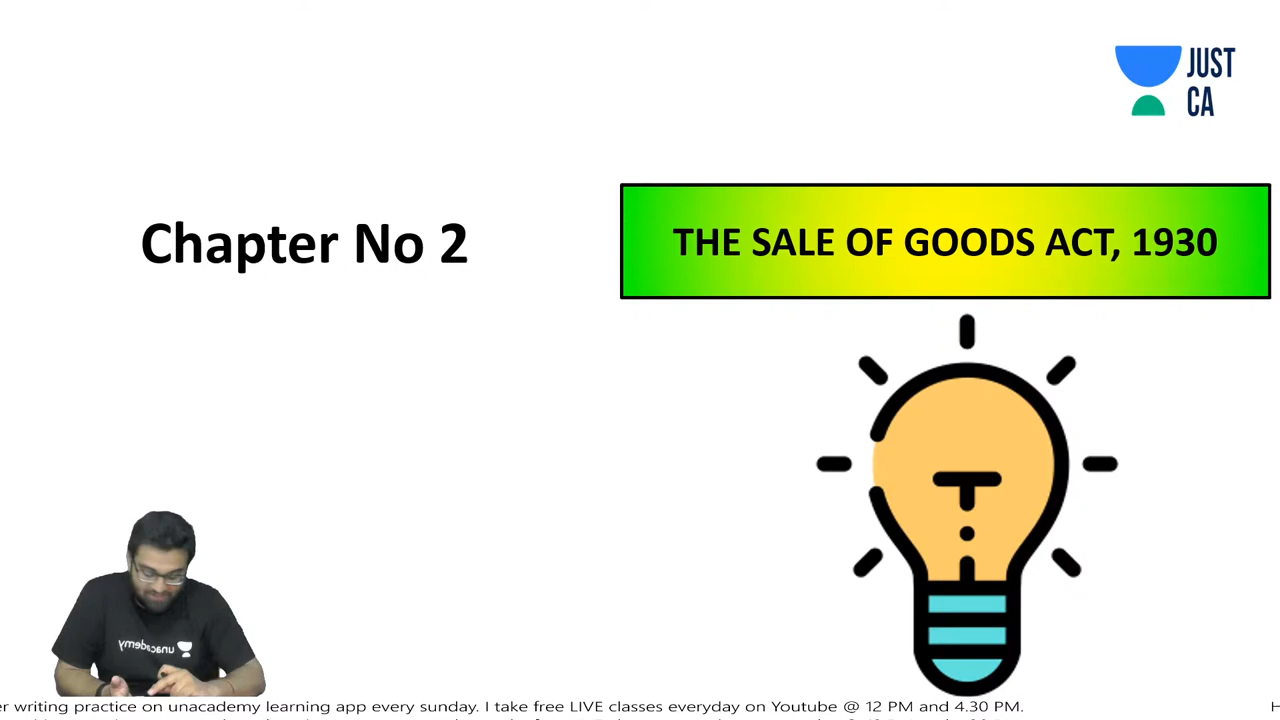 JUST
CA
Chapter No 2
THE SALE OF GOODS ACT, 1930
unacademy
er writing practice on unacademy learning app every sunday. I take free LIVE classes everyday on Youtube @ 12 PM and 4.30 PM.
H